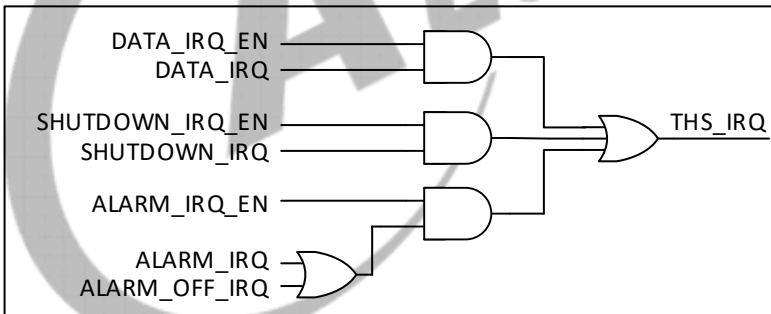 DATA_IRQ_EN
DATA_IRQ
SHUTDOWN_IRQ_EN
SHUTDOWN_IRQ
THS_IRQ
ALARM_IRQ_EN
ALARM_IRQ
ALARM_OFF_IRQ